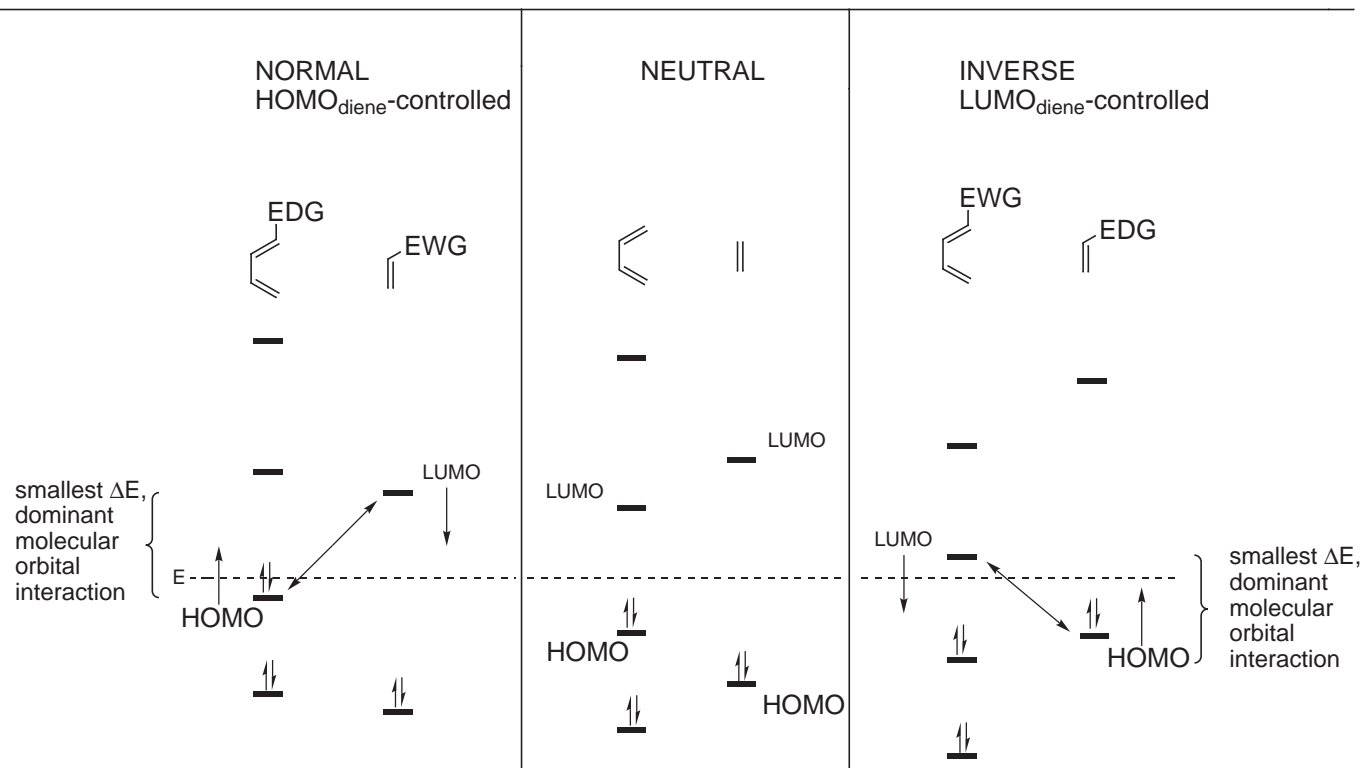 NORMAL
HOMOdiene-controlled
NEUTRAL
INVERSE
LUMOdiene-controlled
EDG
EWG
EWG
EDG
LUMO
LUMO
LUMO
smallest ΔE,
dominant
molecular
orbital
interaction
E
HOMO
HOMO
HOMO
LUMO
HOMO
smallest ΔE,
dominant
molecular
orbital
interaction